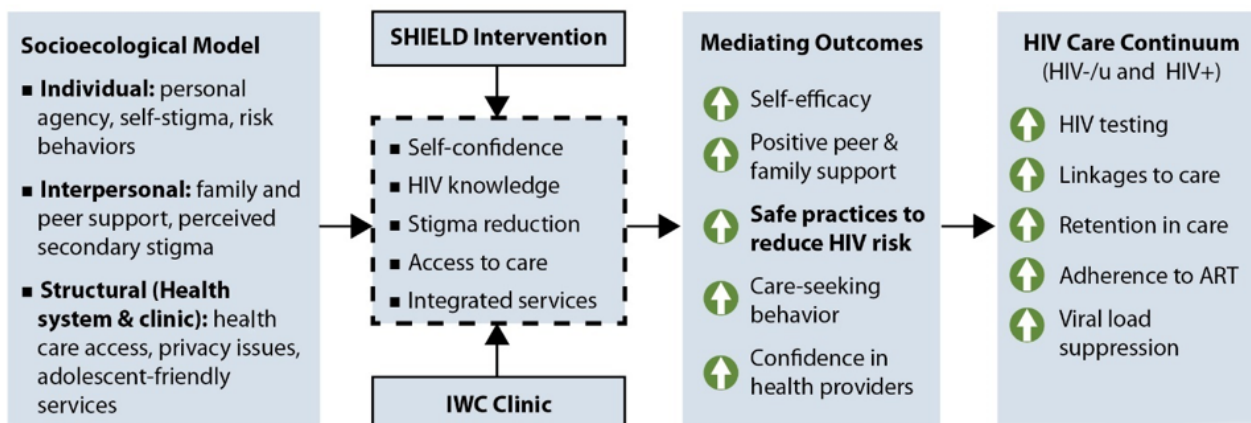 Socioecological Model
▪ Individual: personal
agency, self-stigma, risk
behaviors
▪ Interpersonal: family and
peer support, perceived
secondary stigma
▪ Structural (Health
system & clinic): health
care access, privacy issues,
adolescent-friendly
services
SHIELD Intervention
▪ Self-confidence
▪ HIV knowledge
▪ Stigma reduction
▪ Access to care
▪ Integrated services
IWC Clinic
Mediating Outcomes
Self-efficacy
Positive peer &
family support
Safe practices to
reduce HIV risk
Care-seeking
behavior
Confidence in
health providers
HIV Care Continuum
(HIV-/u and HIV+)
HIV testing
Linkages to care
Retention in care
Adherence to ART
Viral load
suppression